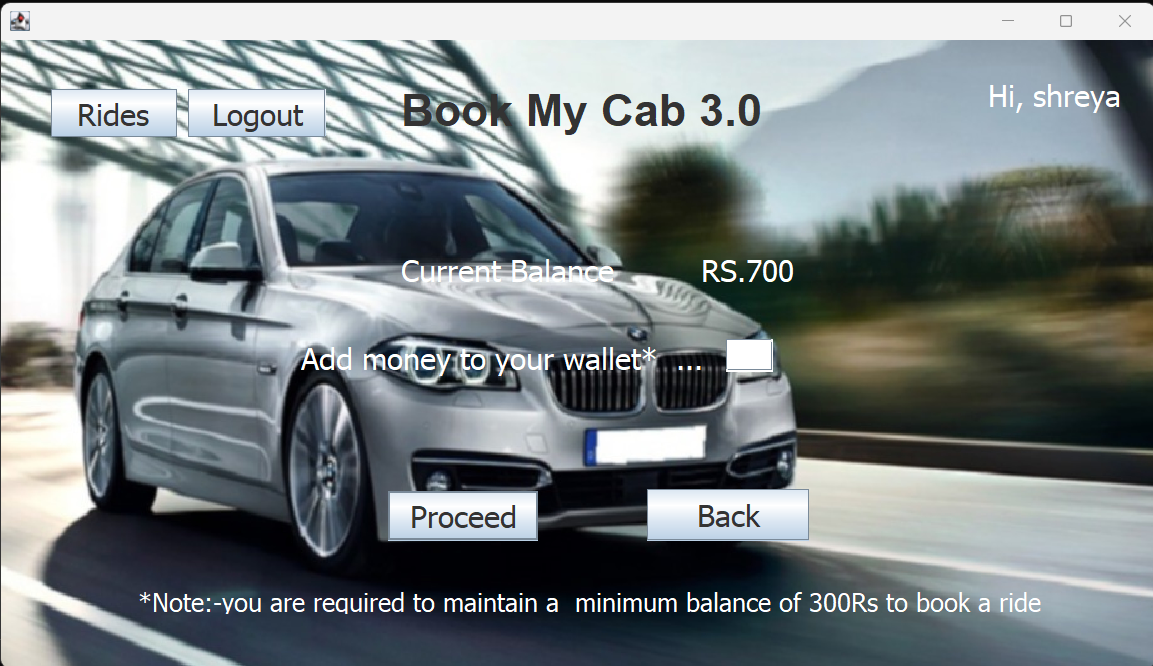 Rides Logout Book My Cab 3.0 Hi, shreya
Current Balance RS.700
Add money to your wallet* ...
Proceed Back
*Note:-you are required to maintain a  minimum balance of 300Rs to book a ride